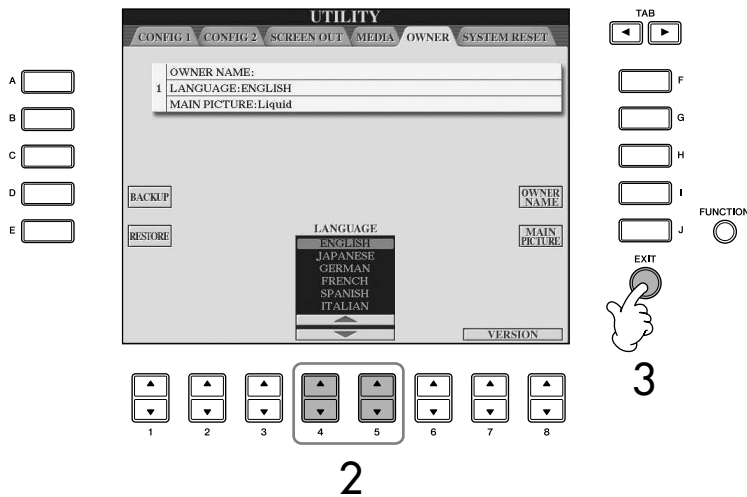 UTILITY
CONFIG 1 CONFIG 2 SCREEN OUT MEDIA OWNER SYSTEM RESET
TAB
OWNER NAME:
1 LANGUAGE:ENGLISH
MAIN PICTURE:Liquid
A
B
C
D
E
F
G
H
I
J
BACKUP
RESTORE
OWNER
NAME
MAIN
PICTURE
LANGUAGE
ENGLISH
JAPANESE
GERMAN
FRENCH
SPANISH
ITALIAN
VERSION
FUNCTION
EXIT
3
1 2 3 4 5 6 7 8
2